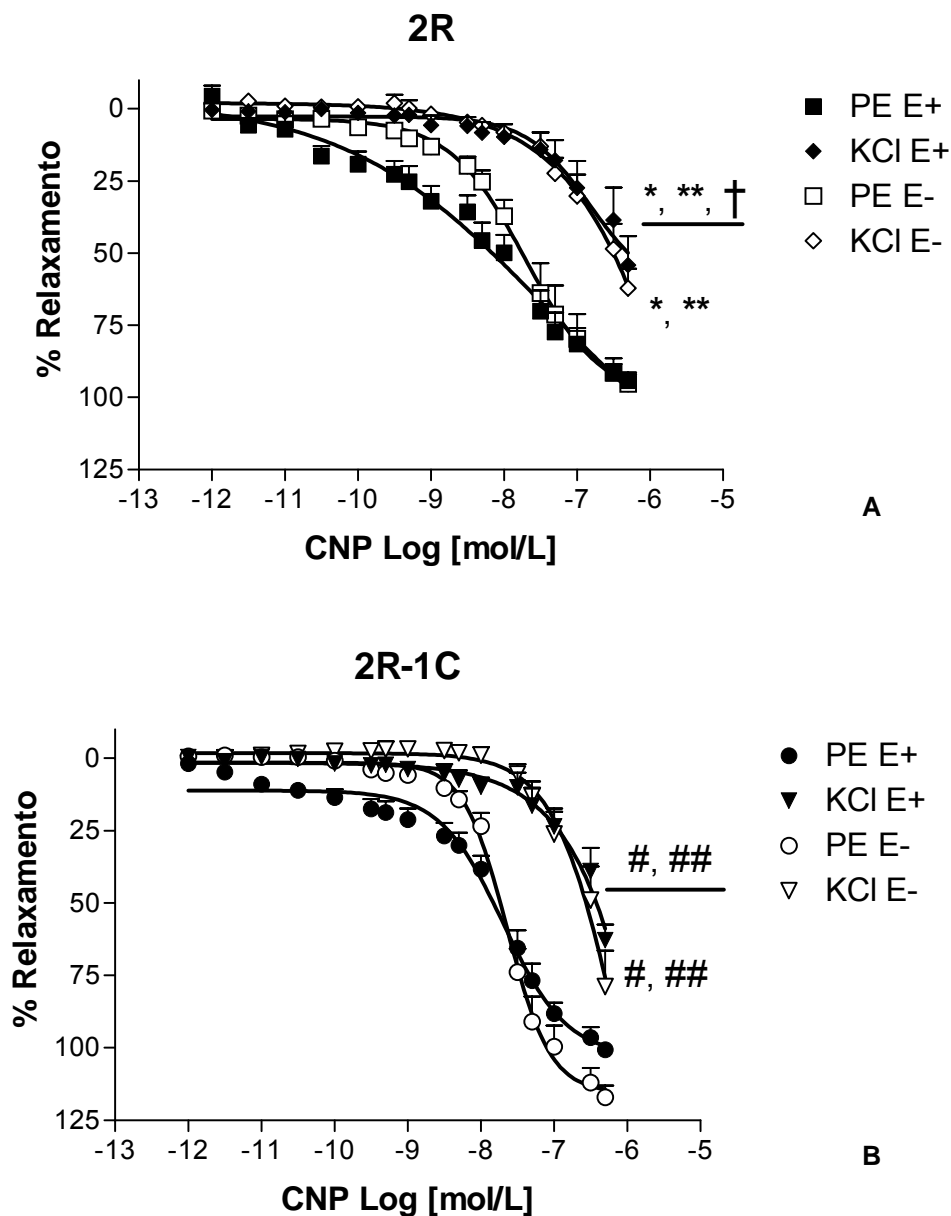 2R
0
25
50
75
100
125
% Relaxamento
-13 -12 -11 -10 -9 -8 -7 -6 -5
CNP Log [mol/L]
PE E+
KCl E+
PE E-
KCl E-
*, **, †
*, **
A
2R-1C
0
25
50
75
100
125
% Relaxamento
-13 -12 -11 -10 -9 -8 -7 -6 -5
CNP Log [mol/L]
PE E+
KCl E+
PE E-
KCl E-
#, ##
#, ##
B